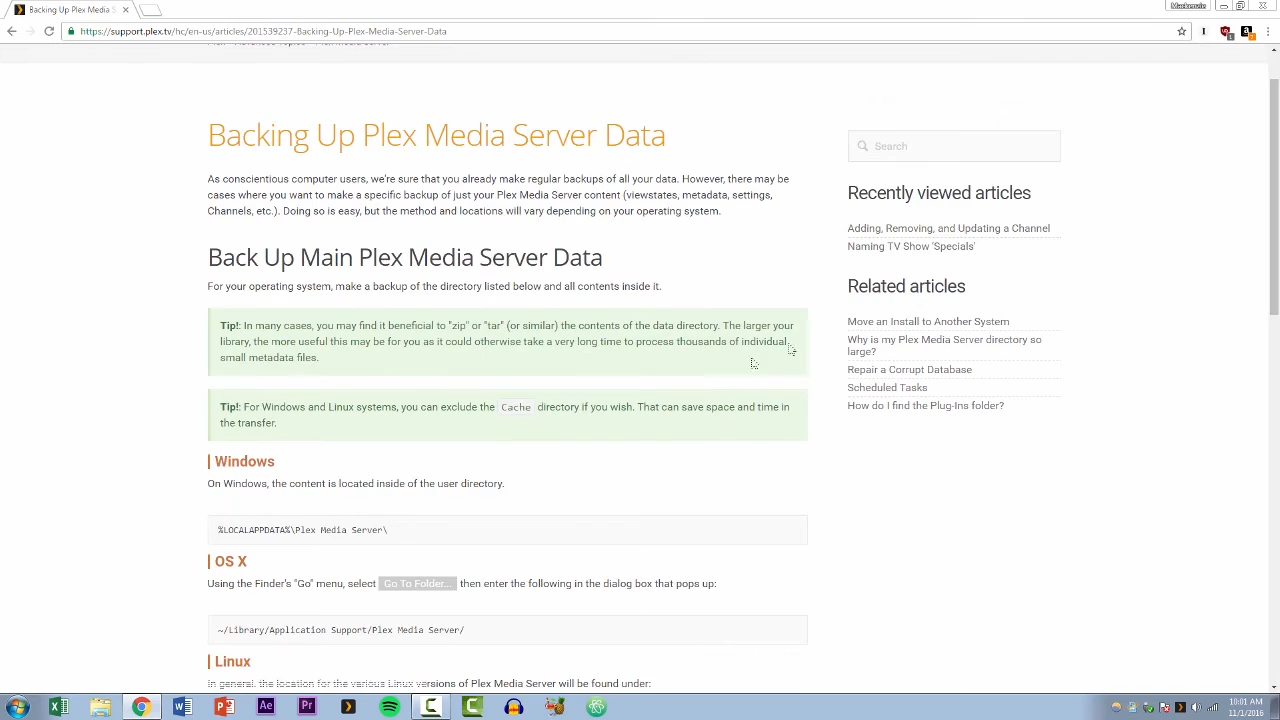 Backing Up Plex Media S
Mackenzie
https://support.plex.tv/hc/en-us/articles/201539237-Backing-Up-Plex-Media-Server-Data
Backing Up Plex Media Server Data
As conscientious computer users, we're sure that you already make regular backups of all your data. However, there may be
cases where you want to make a specific backup of just your Plex Media Server content (viewstates, metadata, settings,
Channels, etc.). Doing so is easy, but the method and locations will vary depending on your operating system.
Back Up Main Plex Media Server Data
For your operating system, make a backup of the directory listed below and all contents inside it.
Tip!: In many cases, you may find it beneficial to "zip" or "tar" (or similar) the contents of the data directory. The larger your
library, the more useful this may be for you as it could otherwise take a very long time to process thousands of individual,
small metadata files.
Tip!: For Windows and Linux systems, you can exclude the Cache directory if you wish. That can save space and time in
the transfer.
Windows
On Windows, the content is located inside of the user directory.
%LOCALAPPDATA%\Plex Media Server\
OS X
Using the Finder's "Go" menu, select Go To Folder... then enter the following in the dialog box that pops up:
~/Library/Application Support/Plex Media Server/
Linux
In general, the location for the various Linux versions of Plex Media Server will be found under:
Search
Recently viewed articles
Adding, Removing, and Updating a Channel
Naming TV Show 'Specials'
Related articles
Move an Install to Another System
Why is my Plex Media Server directory so
large?
Repair a Corrupt Database
Scheduled Tasks
How do I find the Plug-Ins folder?
Ae
Pr
10:01 AM
11/1/2016